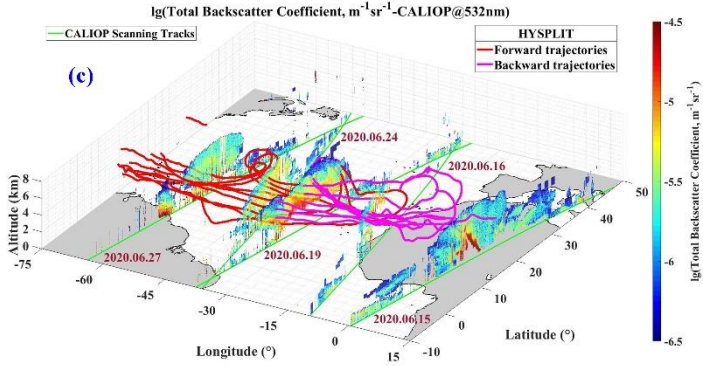 lg(Total Backscatter Coefficient, m⁻¹sr⁻¹-CALIOP@532nm)
CALIOP Scanning Tracks
HYSPLIT
Forward trajectories
Backward trajectories
(c)
2020.06.24
2020.06.16
2020.06.27
2020.06.19
2020.06.15
Altitude (km)
8
6
4
2
0
-75
-60
-45
-30
-15
0
15
Longitude (°)
-10
0
10
20
30
40
50
Latitude (°)
-4.5
-5
-5.5
-6
-6.5
lg(Total Backscatter Coefficient, m⁻¹sr⁻¹)